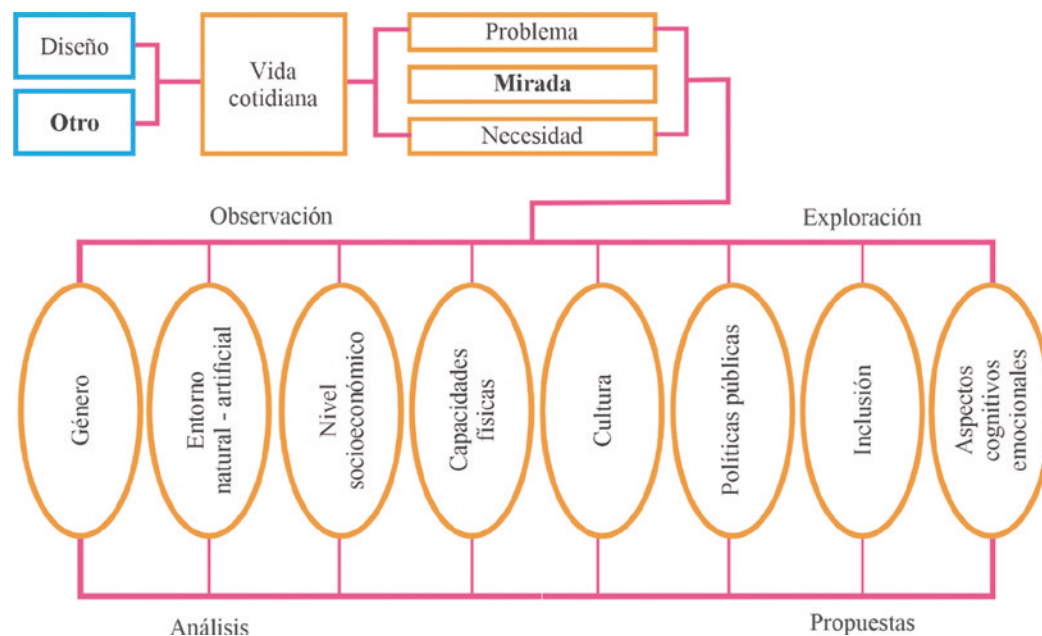 Diseño
Otro
Vida
cotidiana
Problema
Mirada
Necesidad
Observación
Exploración
Género
Entorno
natural - artificial
Nivel
socioeconómico
Capacidades
físicas
Cultura
Políticas públicas
Inclusión
Aspectos
cognitivos
emocionales
Análisis
Propuestas